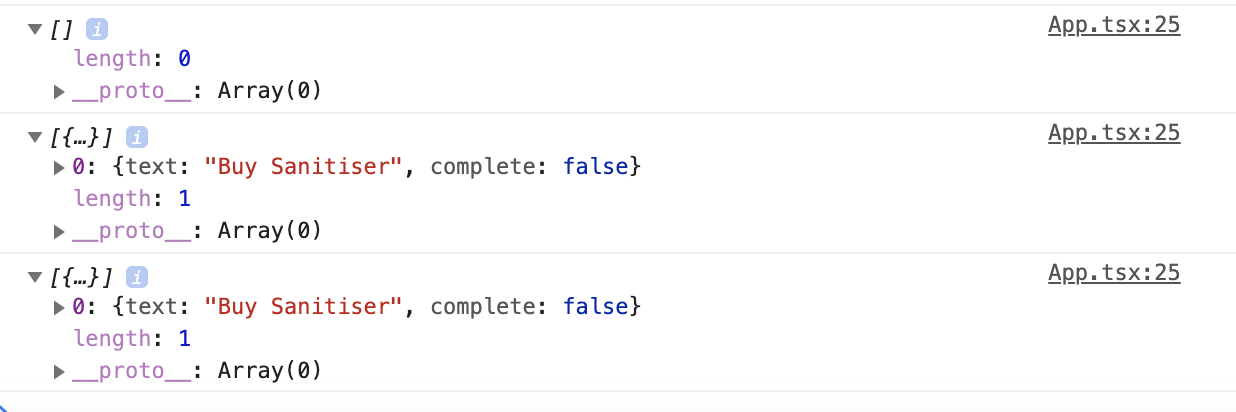 [] i App.tsx:25
length: 0
__proto__: Array(0)
[{…}] i App.tsx:25
0: {text: "Buy Sanitiser", complete: false}
length: 1
__proto__: Array(0)
[{…}] i App.tsx:25
0: {text: "Buy Sanitiser", complete: false}
length: 1
__proto__: Array(0)